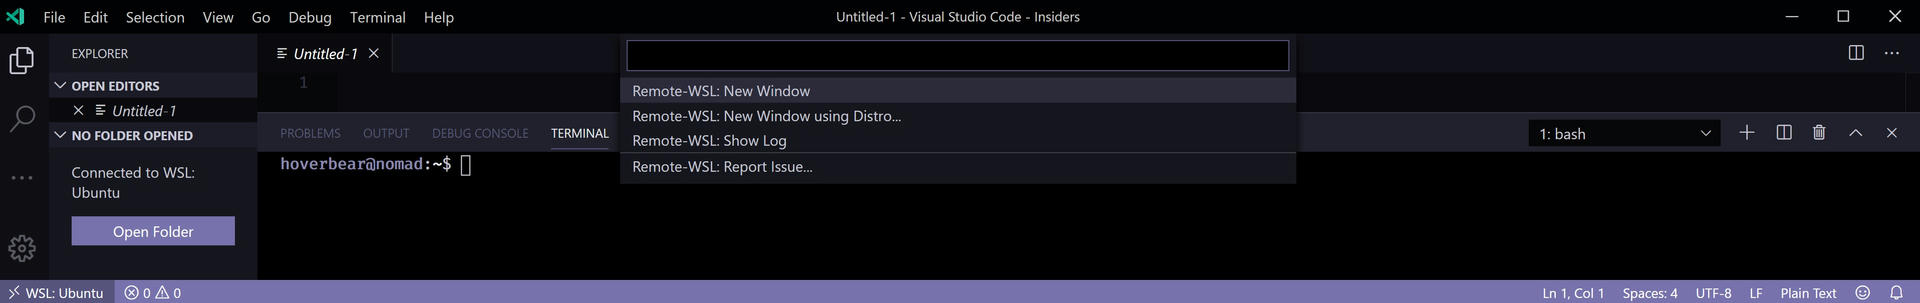 File Edit Selection View Go Debug Terminal Help
Untitled-1 - Visual Studio Code - Insiders
EXPLORER
OPEN EDITORS
Untitled-1
NO FOLDER OPENED
Connected to WSL:
Ubuntu
Open Folder
Untitled-1
1
Remote-WSL: New Window
Remote-WSL: New Window using Distro...
Remote-WSL: Show Log
Remote-WSL: Report Issue...
PROBLEMS OUTPUT DEBUG CONSOLE TERMINAL
1: bash
hoverbear@nomad:~$
WSL: Ubuntu 0 0
Ln 1, Col 1 Spaces: 4 UTF-8 LF Plain Text